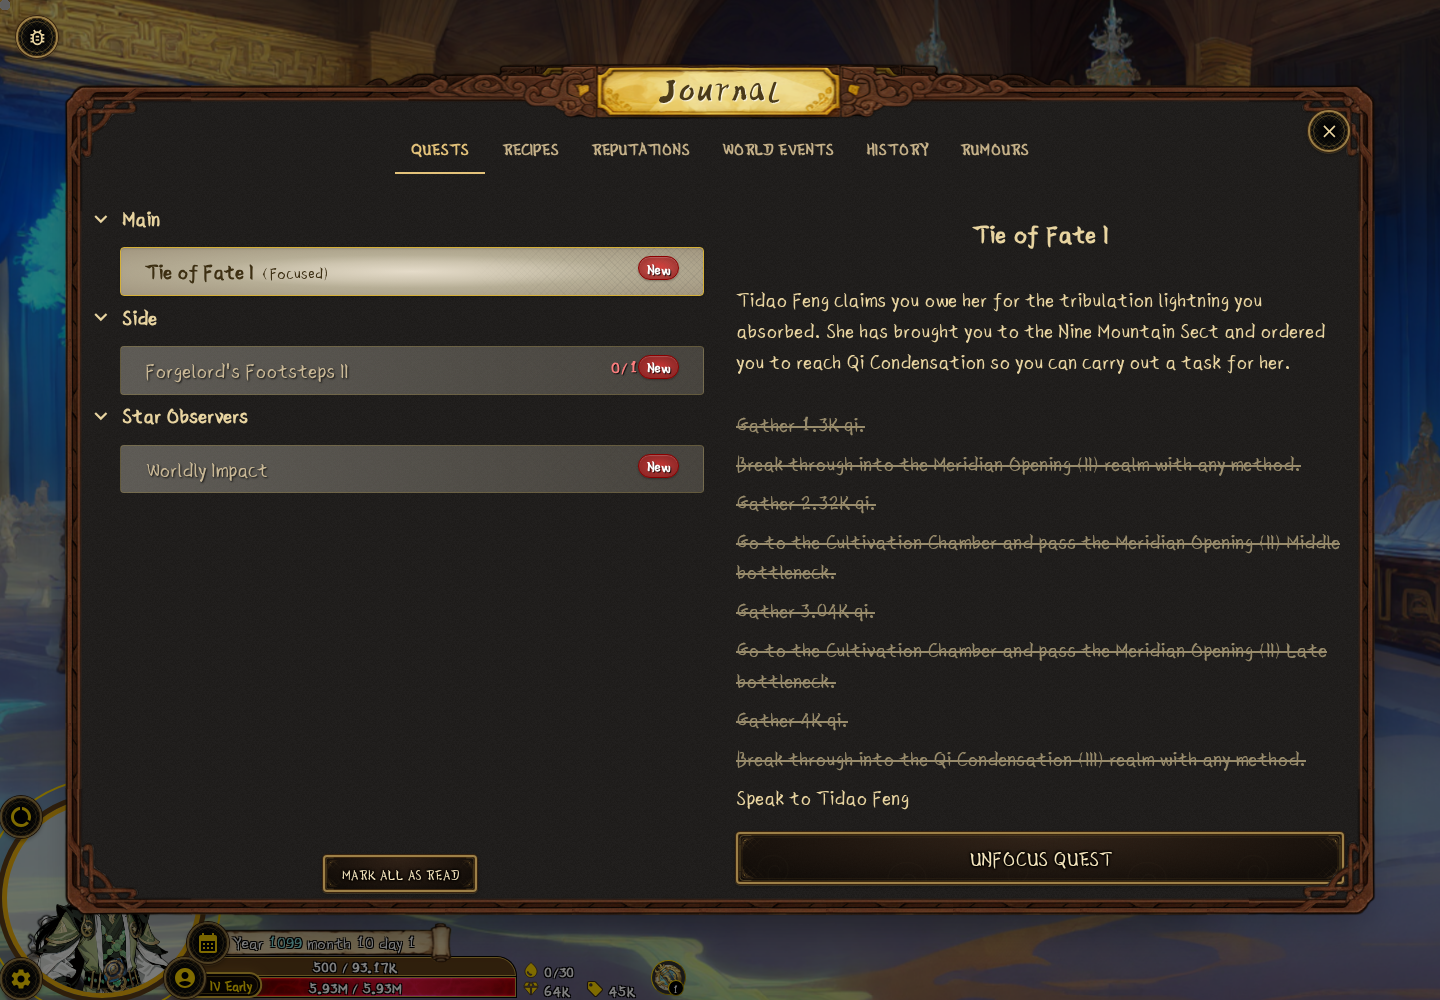 Journal
QUESTS RECIPES REPUTATIONS WORLD EVENTS HISTORY RUMOURS
Main
Tie of Fate I (Focused) New
Side
Forgelord's Footsteps II 0/1 New
Star Observers
Worldly Impact New
MARK ALL AS READ
Tie of Fate I
Tidao Feng claims you owe her for the tribulation lightning you
absorbed. She has brought you to the Nine Mountain Sect and ordered
you to reach Qi Condensation so you can carry out a task for her.
Gather 1.3K qi.
Break through into the Meridian Opening (II) realm with any method.
Gather 2.32K qi.
Go to the Cultivation Chamber and pass the Meridian Opening (II) Middle
bottleneck.
Gather 3.04K qi.
Go to the Cultivation Chamber and pass the Meridian Opening (II) Late
bottleneck.
Gather 4K qi.
Break through into the Qi Condensation (III) realm with any method.
Speak to Tidao Feng
UNFOCUS QUEST
Year 1099 month 10 day 1
500 / 93.17K
IV Early
5.93M / 5.93M
0/30
64K 45K
1